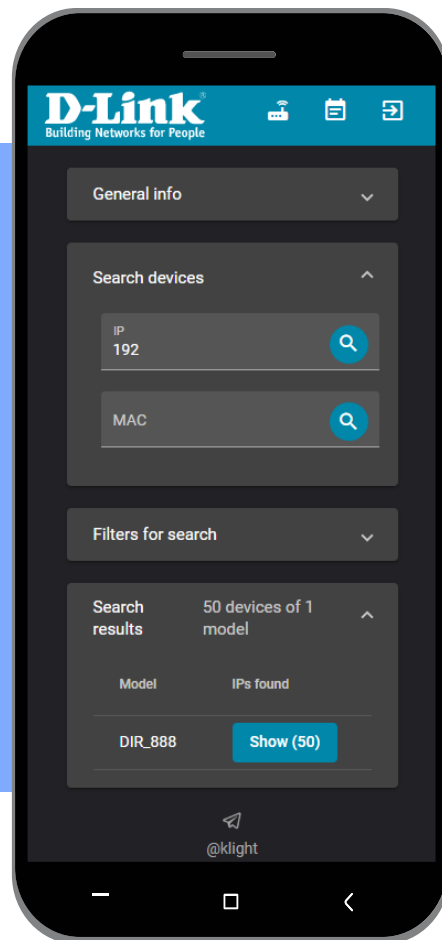 D-Link®
Building Networks for People
General info
Search devices
IP
192
MAC
Filters for search
Search results
50 devices of 1 model
Model IPs found
DIR_888 Show (50)
@klight